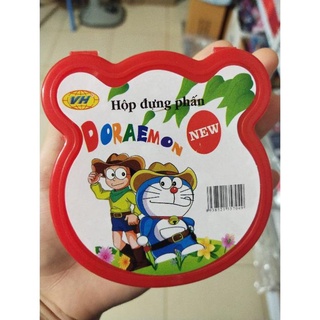 VH
Hộp đựng phấn
DORAEMON
NEW